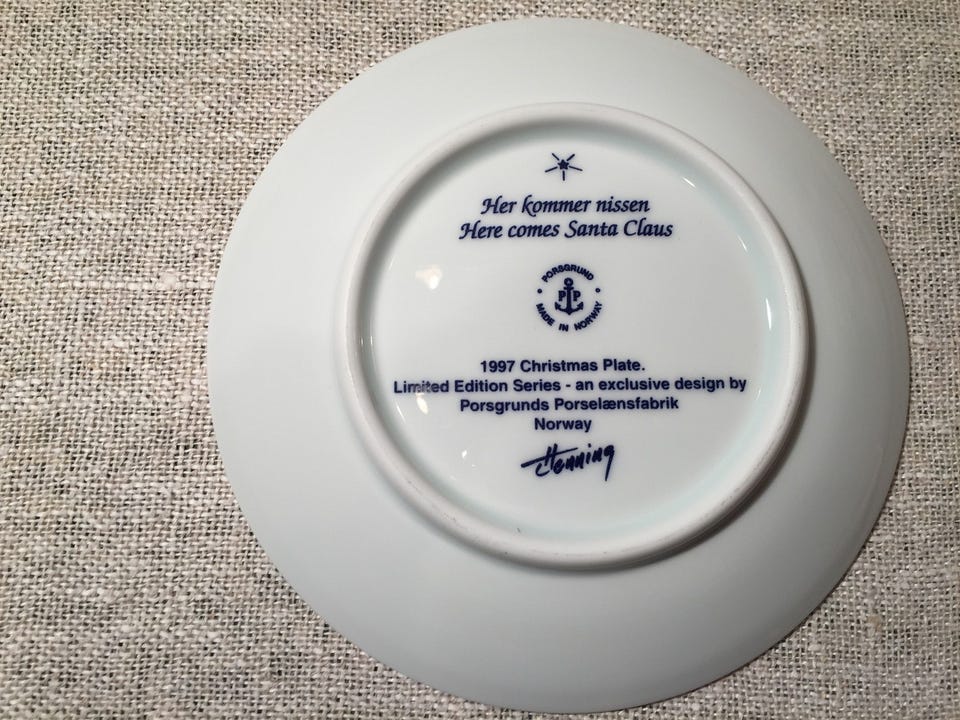 Her kommer nissen
Here comes Santa Claus
PORSGRUND
P P
MADE IN NORWAY
1997 Christmas Plate.
Limited Edition Series - an exclusive design by
Porsgrunds Porselænsfabrik
Norway
Henning